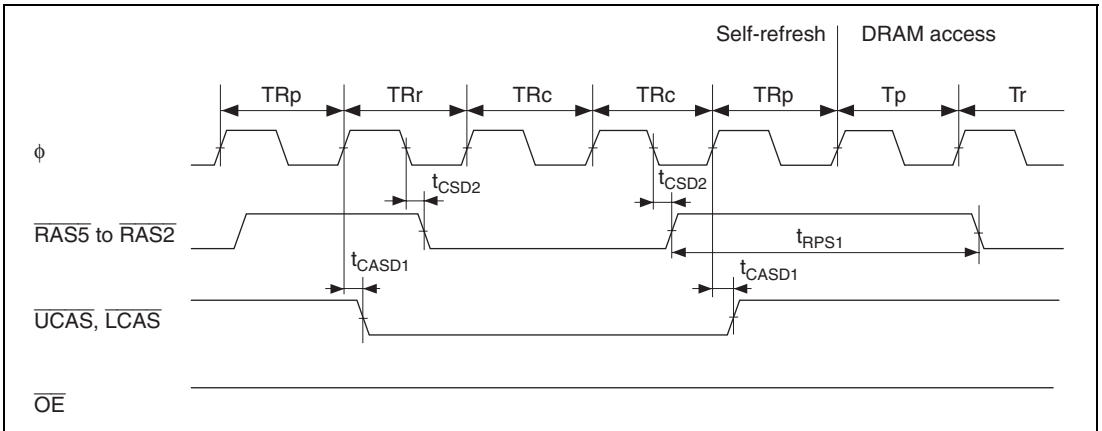 Self-refresh DRAM access
TRp TRr TRc TRc TRp Tp Tr
ϕ
tCSD2 tCSD2
RAS5 to RAS2
tRPS1
tCASD1 tCASD1
UCAS, LCAS
OE